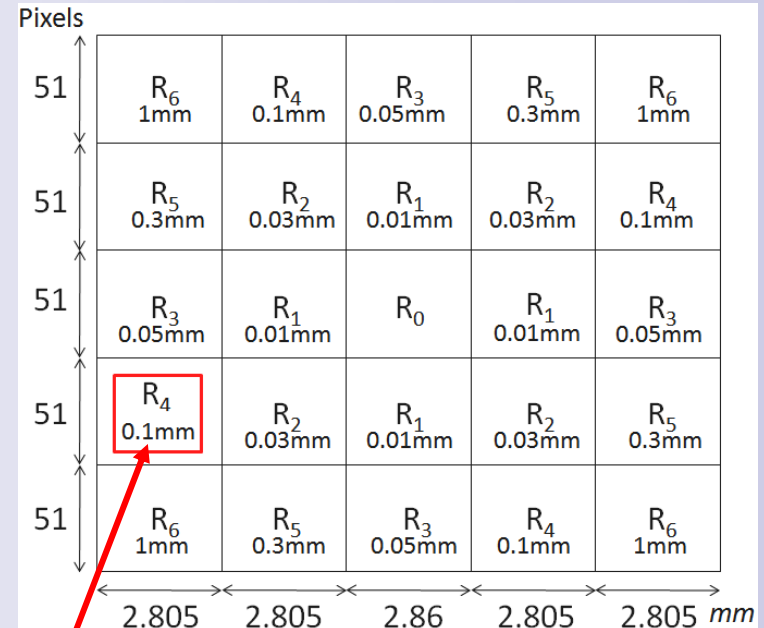 Pixels
51 R₆ R₄ R₃ R₅ R₆
1mm 0.1mm 0.05mm 0.3mm 1mm
51 R₅ R₂ R₁ R₂ R₄
0.3mm 0.03mm 0.01mm 0.03mm 0.1mm
51 R₃ R₁ R₀ R₁ R₃
0.05mm 0.01mm 0.01mm 0.05mm
51 R₄ R₂ R₁ R₂ R₅
0.1mm 0.03mm 0.01mm 0.03mm 0.3mm
51 R₆ R₅ R₃ R₄ R₆
1mm 0.3mm 0.05mm 0.1mm 1mm
2.805 2.805 2.86 2.805 2.805 mm